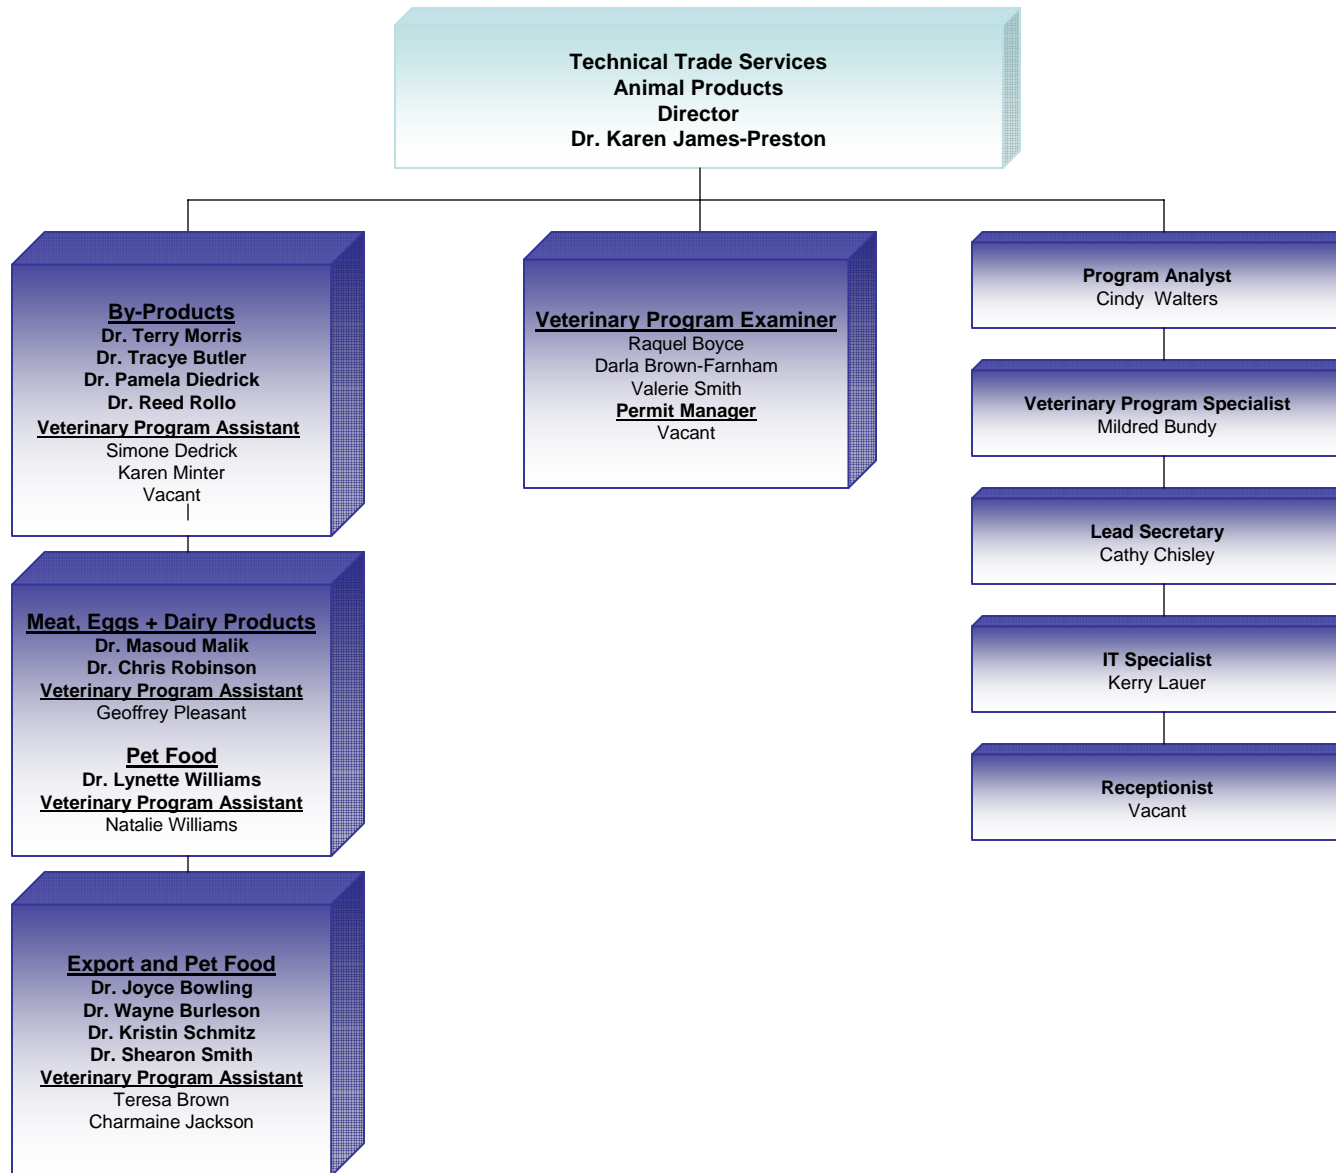 Technical Trade Services
Animal Products
Director
Dr. Karen James-Preston
By-Products
Dr. Terry Morris
Dr. Tracye Butler
Dr. Pamela Diedrick
Dr. Reed Rollo
Veterinary Program Assistant
Simone Dedrick
Karen Minter
Vacant
Meat, Eggs + Dairy Products
Dr. Masoud Malik
Dr. Chris Robinson
Veterinary Program Assistant
Geoffrey Pleasant
Pet Food
Dr. Lynette Williams
Veterinary Program Assistant
Natalie Williams
Export and Pet Food
Dr. Joyce Bowling
Dr. Wayne Burleson
Dr. Kristin Schmitz
Dr. Shearon Smith
Veterinary Program Assistant
Teresa Brown
Charmaine Jackson
Veterinary Program Examiner
Raquel Boyce
Darla Brown-Farnham
Valerie Smith
Permit Manager
Vacant
Program Analyst
Cindy Walters
Veterinary Program Specialist
Mildred Bundy
Lead Secretary
Cathy Chisley
IT Specialist
Kerry Lauer
Receptionist
Vacant